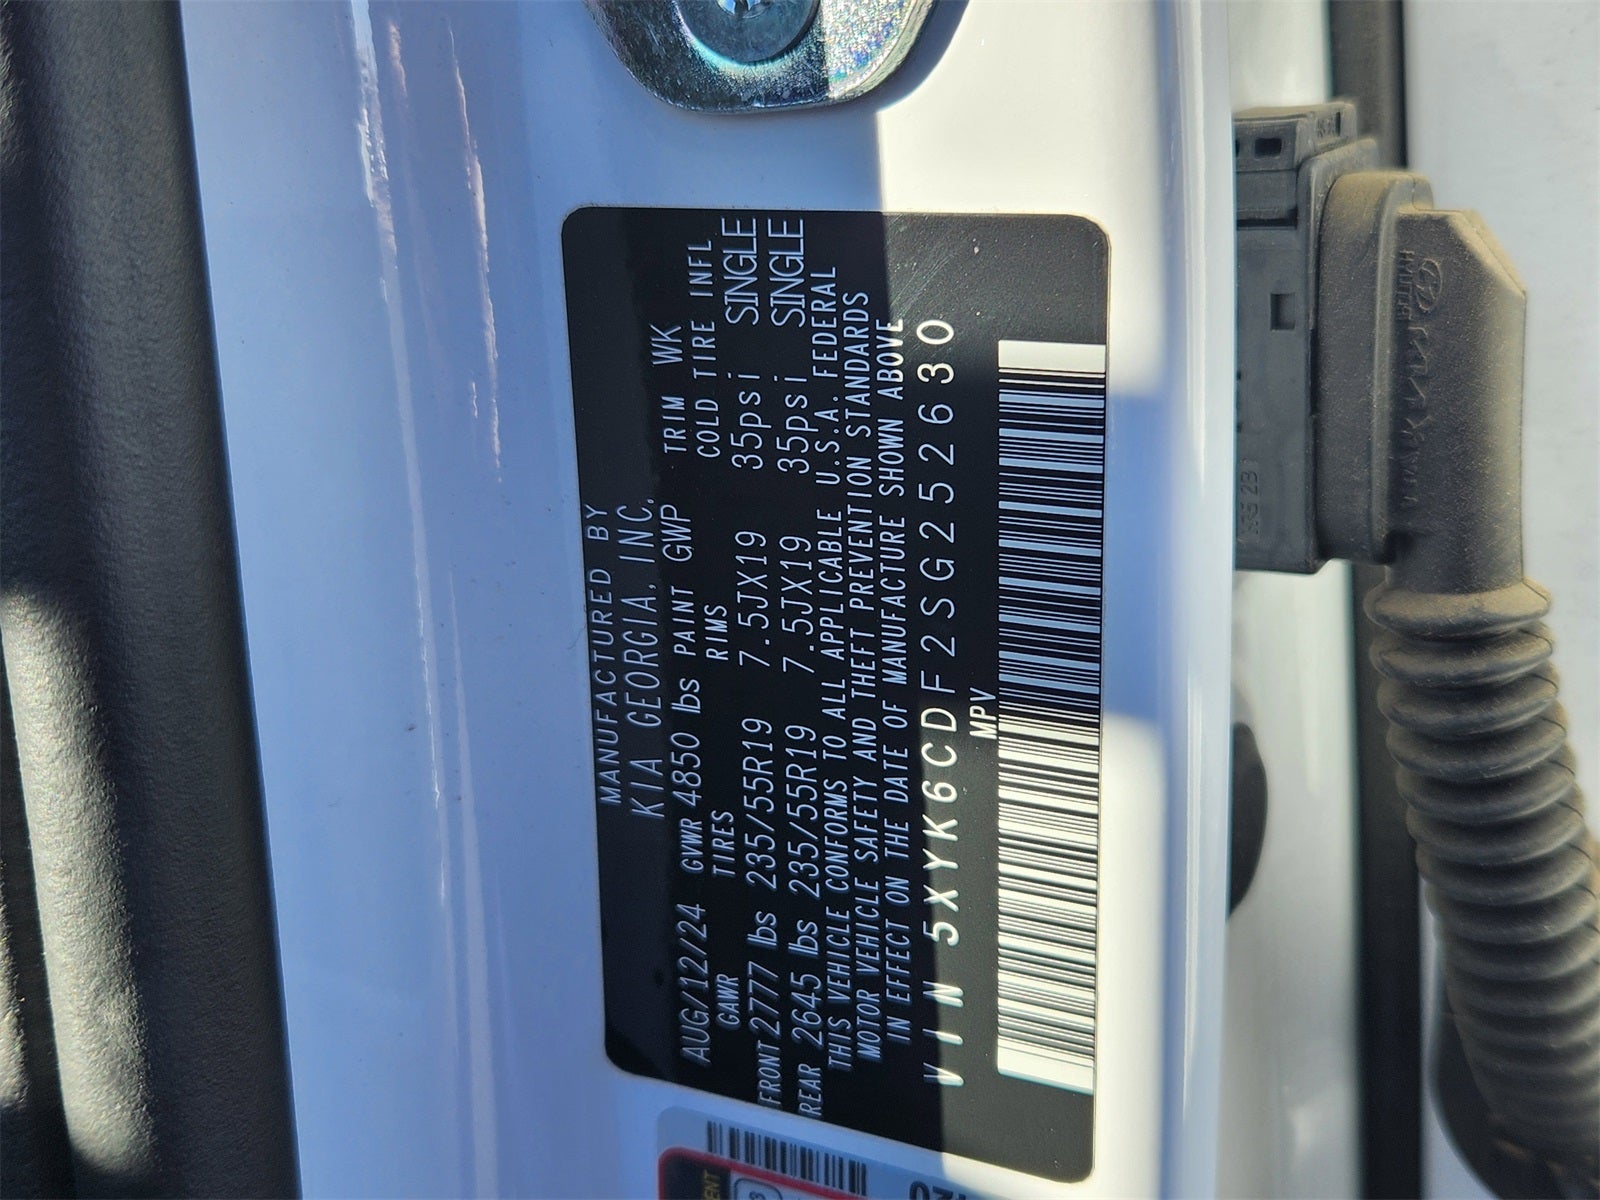 MANUFACTURED BY
KIA GEORGIA, INC.
AUG/12/24 GVWR 4850 lbs PAINT GWP TRIM WK
GAWR TIRES RIMS COLD TIRE INFL
FRONT 2777 lbs 235/55R19 7.5JX19 35psi SINGLE
REAR 2645 lbs 235/55R19 7.5JX19 35psi SINGLE
THIS VEHICLE CONFORMS TO ALL APPLICABLE U.S.A. FEDERAL
MOTOR VEHICLE SAFETY AND THEFT PREVENTION STANDARDS
IN EFFECT ON THE DATE OF MANUFACTURE SHOWN ABOVE
VIN 5XYK6CDF2SG252630
MPV